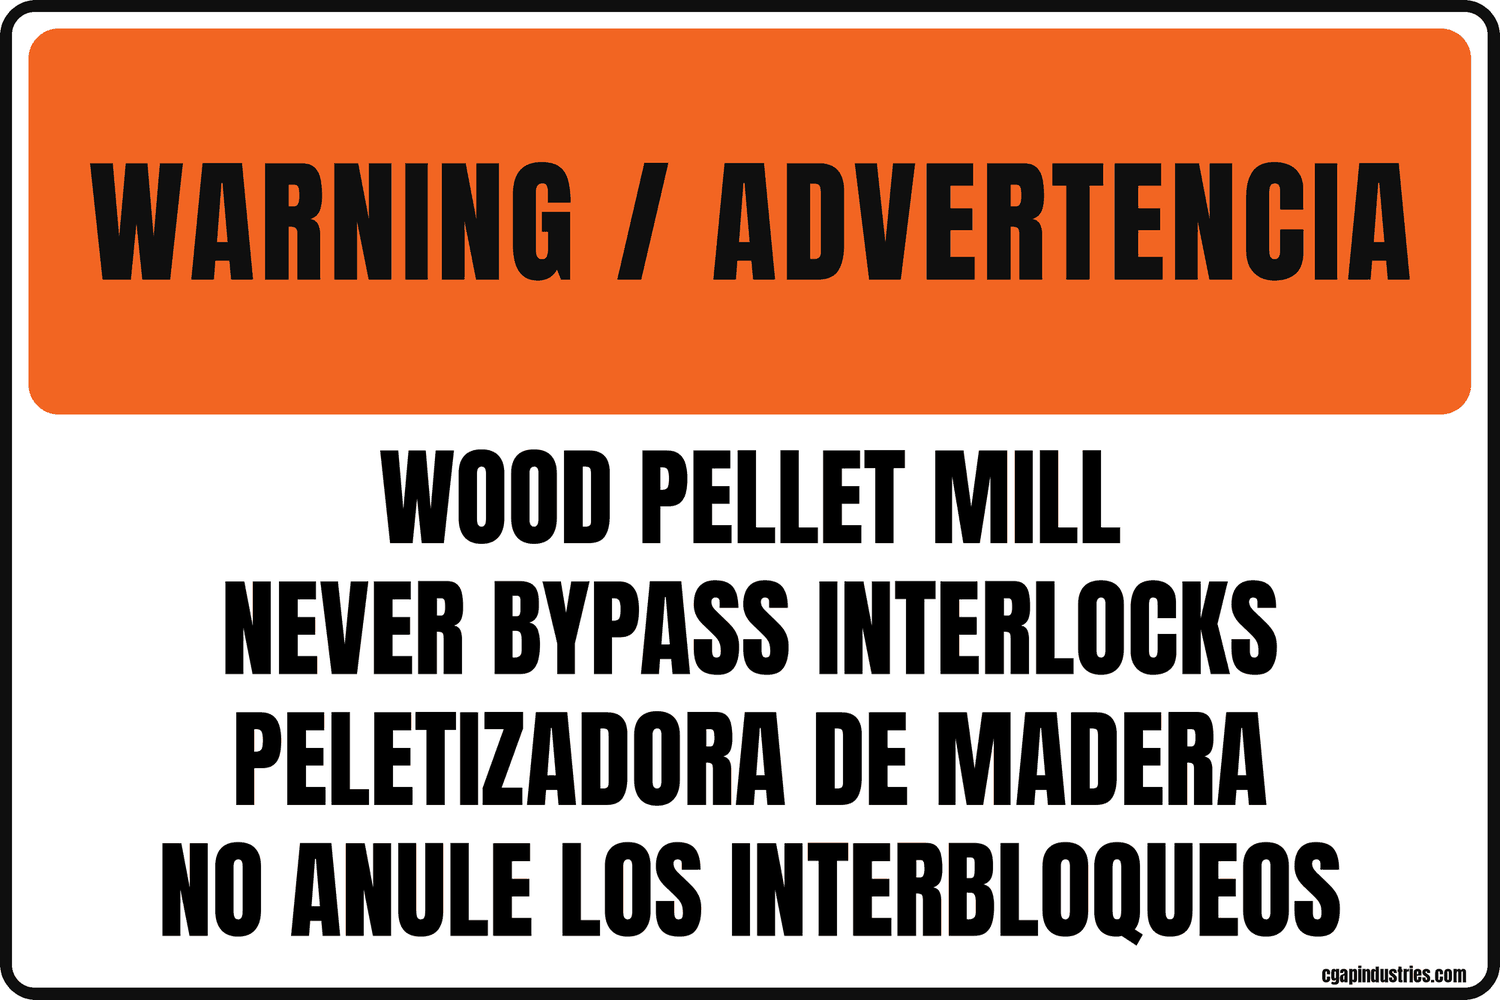 WARNING / ADVERTENCIA
WOOD PELLET MILL
NEVER BYPASS INTERLOCKS
PELETIZADORA DE MADERA
NO ANULE LOS INTERBLOQUEOS
cgapindustries.com